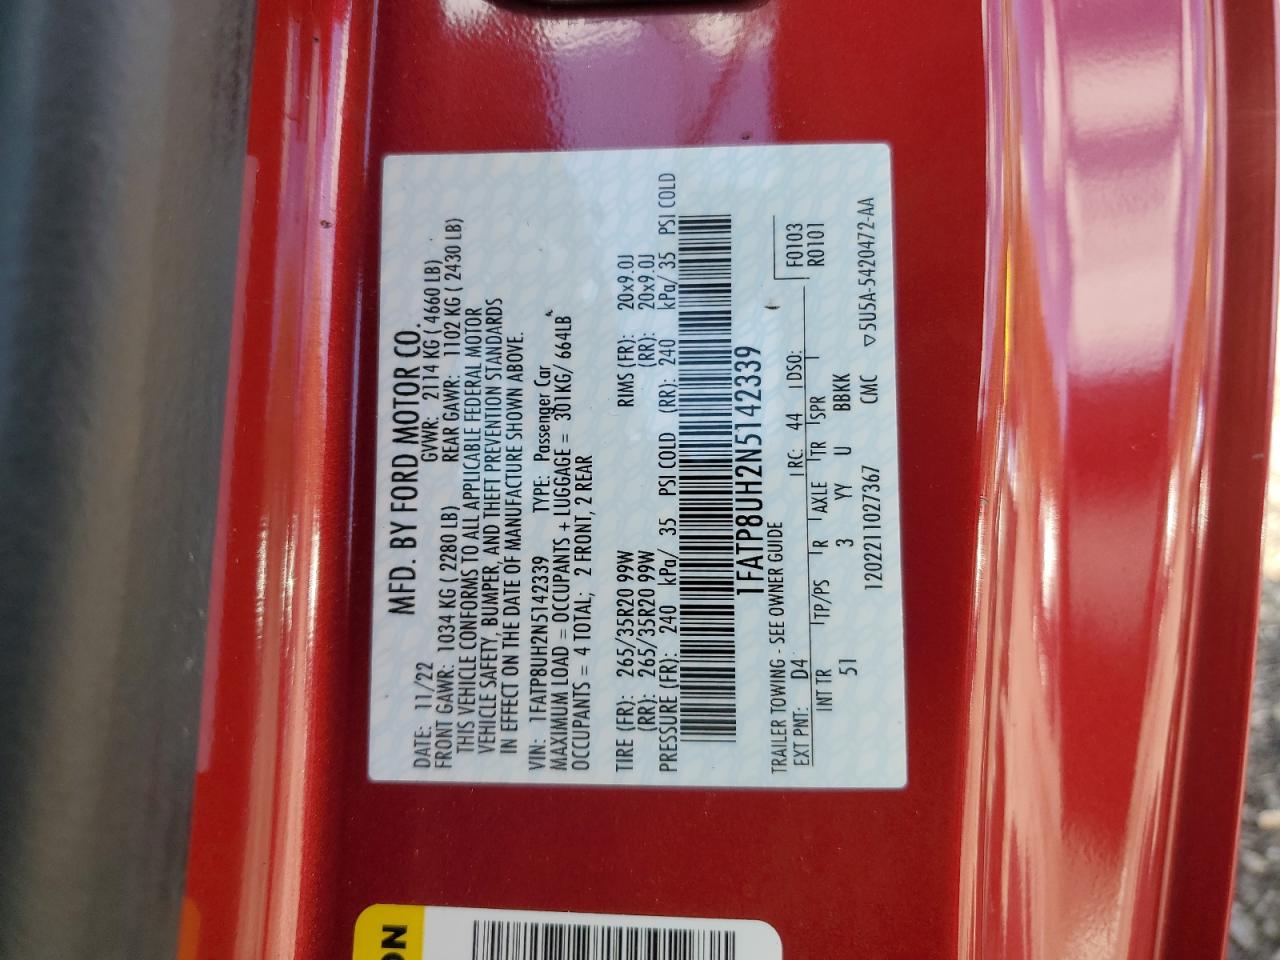 MFD. BY FORD MOTOR CO.
DATE: 11/22 GVWR: 2114 KG ( 4660 LB)
FRONT GAWR: 1034 KG ( 2280 LB) REAR GAWR: 1102 KG ( 2430 LB)
THIS VEHICLE CONFORMS TO ALL APPLICABLE FEDERAL MOTOR
VEHICLE SAFETY, BUMPER, AND THEFT PREVENTION STANDARDS
IN EFFECT ON THE DATE OF MANUFACTURE SHOWN ABOVE.
VIN: 1FATP8UH2N5142339 TYPE: Passenger Car
MAXIMUM LOAD = OCCUPANTS + LUGGAGE = 301KG/ 664LB
OCCUPANTS = 4 TOTAL; 2 FRONT, 2 REAR
TIRE (FR): 265/35R20 99W RIMS (FR): 20x9.0J
(RR): 265/35R20 99W (RR): 20x9.0J
PRESSURE (FR): 240 kPa/ 35 PSI COLD (RR): 240 kPa/ 35 PSI COLD
1FATP8UH2N5142339
TRAILER TOWING - SEE OWNER GUIDE
EXT PNT: D4 RC: 44 DSO: F0103
R0101
INT TR TP/PS R AXLE TR SPR
51 3 YY U BBKK
12022111027367 CMC ▽5U5A-5420472-AA
ON